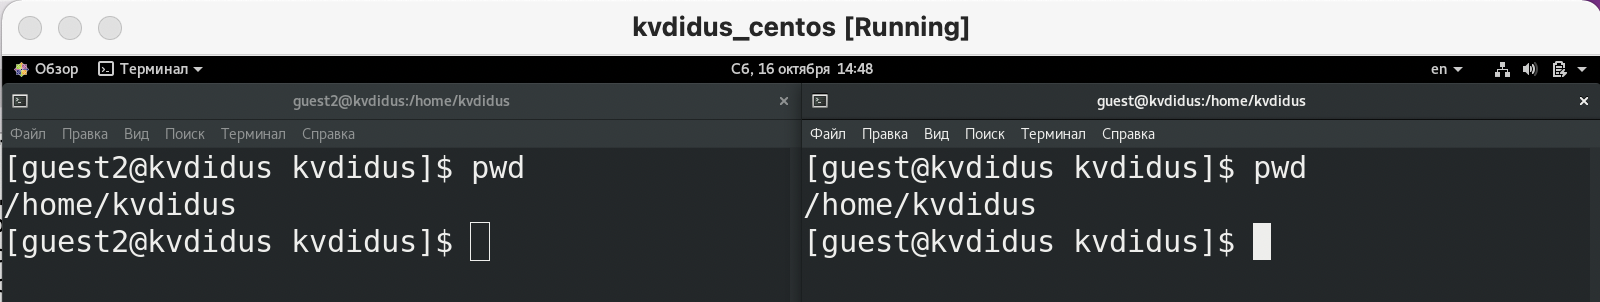 kvdidus_centos [Running]
Обзор Терминал Сб, 16 октября 14:48 en
guest2@kvdidus:/home/kvdidus
Файл Правка Вид Поиск Терминал Справка
[guest2@kvdidus kvdidus]$ pwd
/home/kvdidus
[guest2@kvdidus kvdidus]$
guest@kvdidus:/home/kvdidus
Файл Правка Вид Поиск Терминал Справка
[guest@kvdidus kvdidus]$ pwd
/home/kvdidus
[guest@kvdidus kvdidus]$